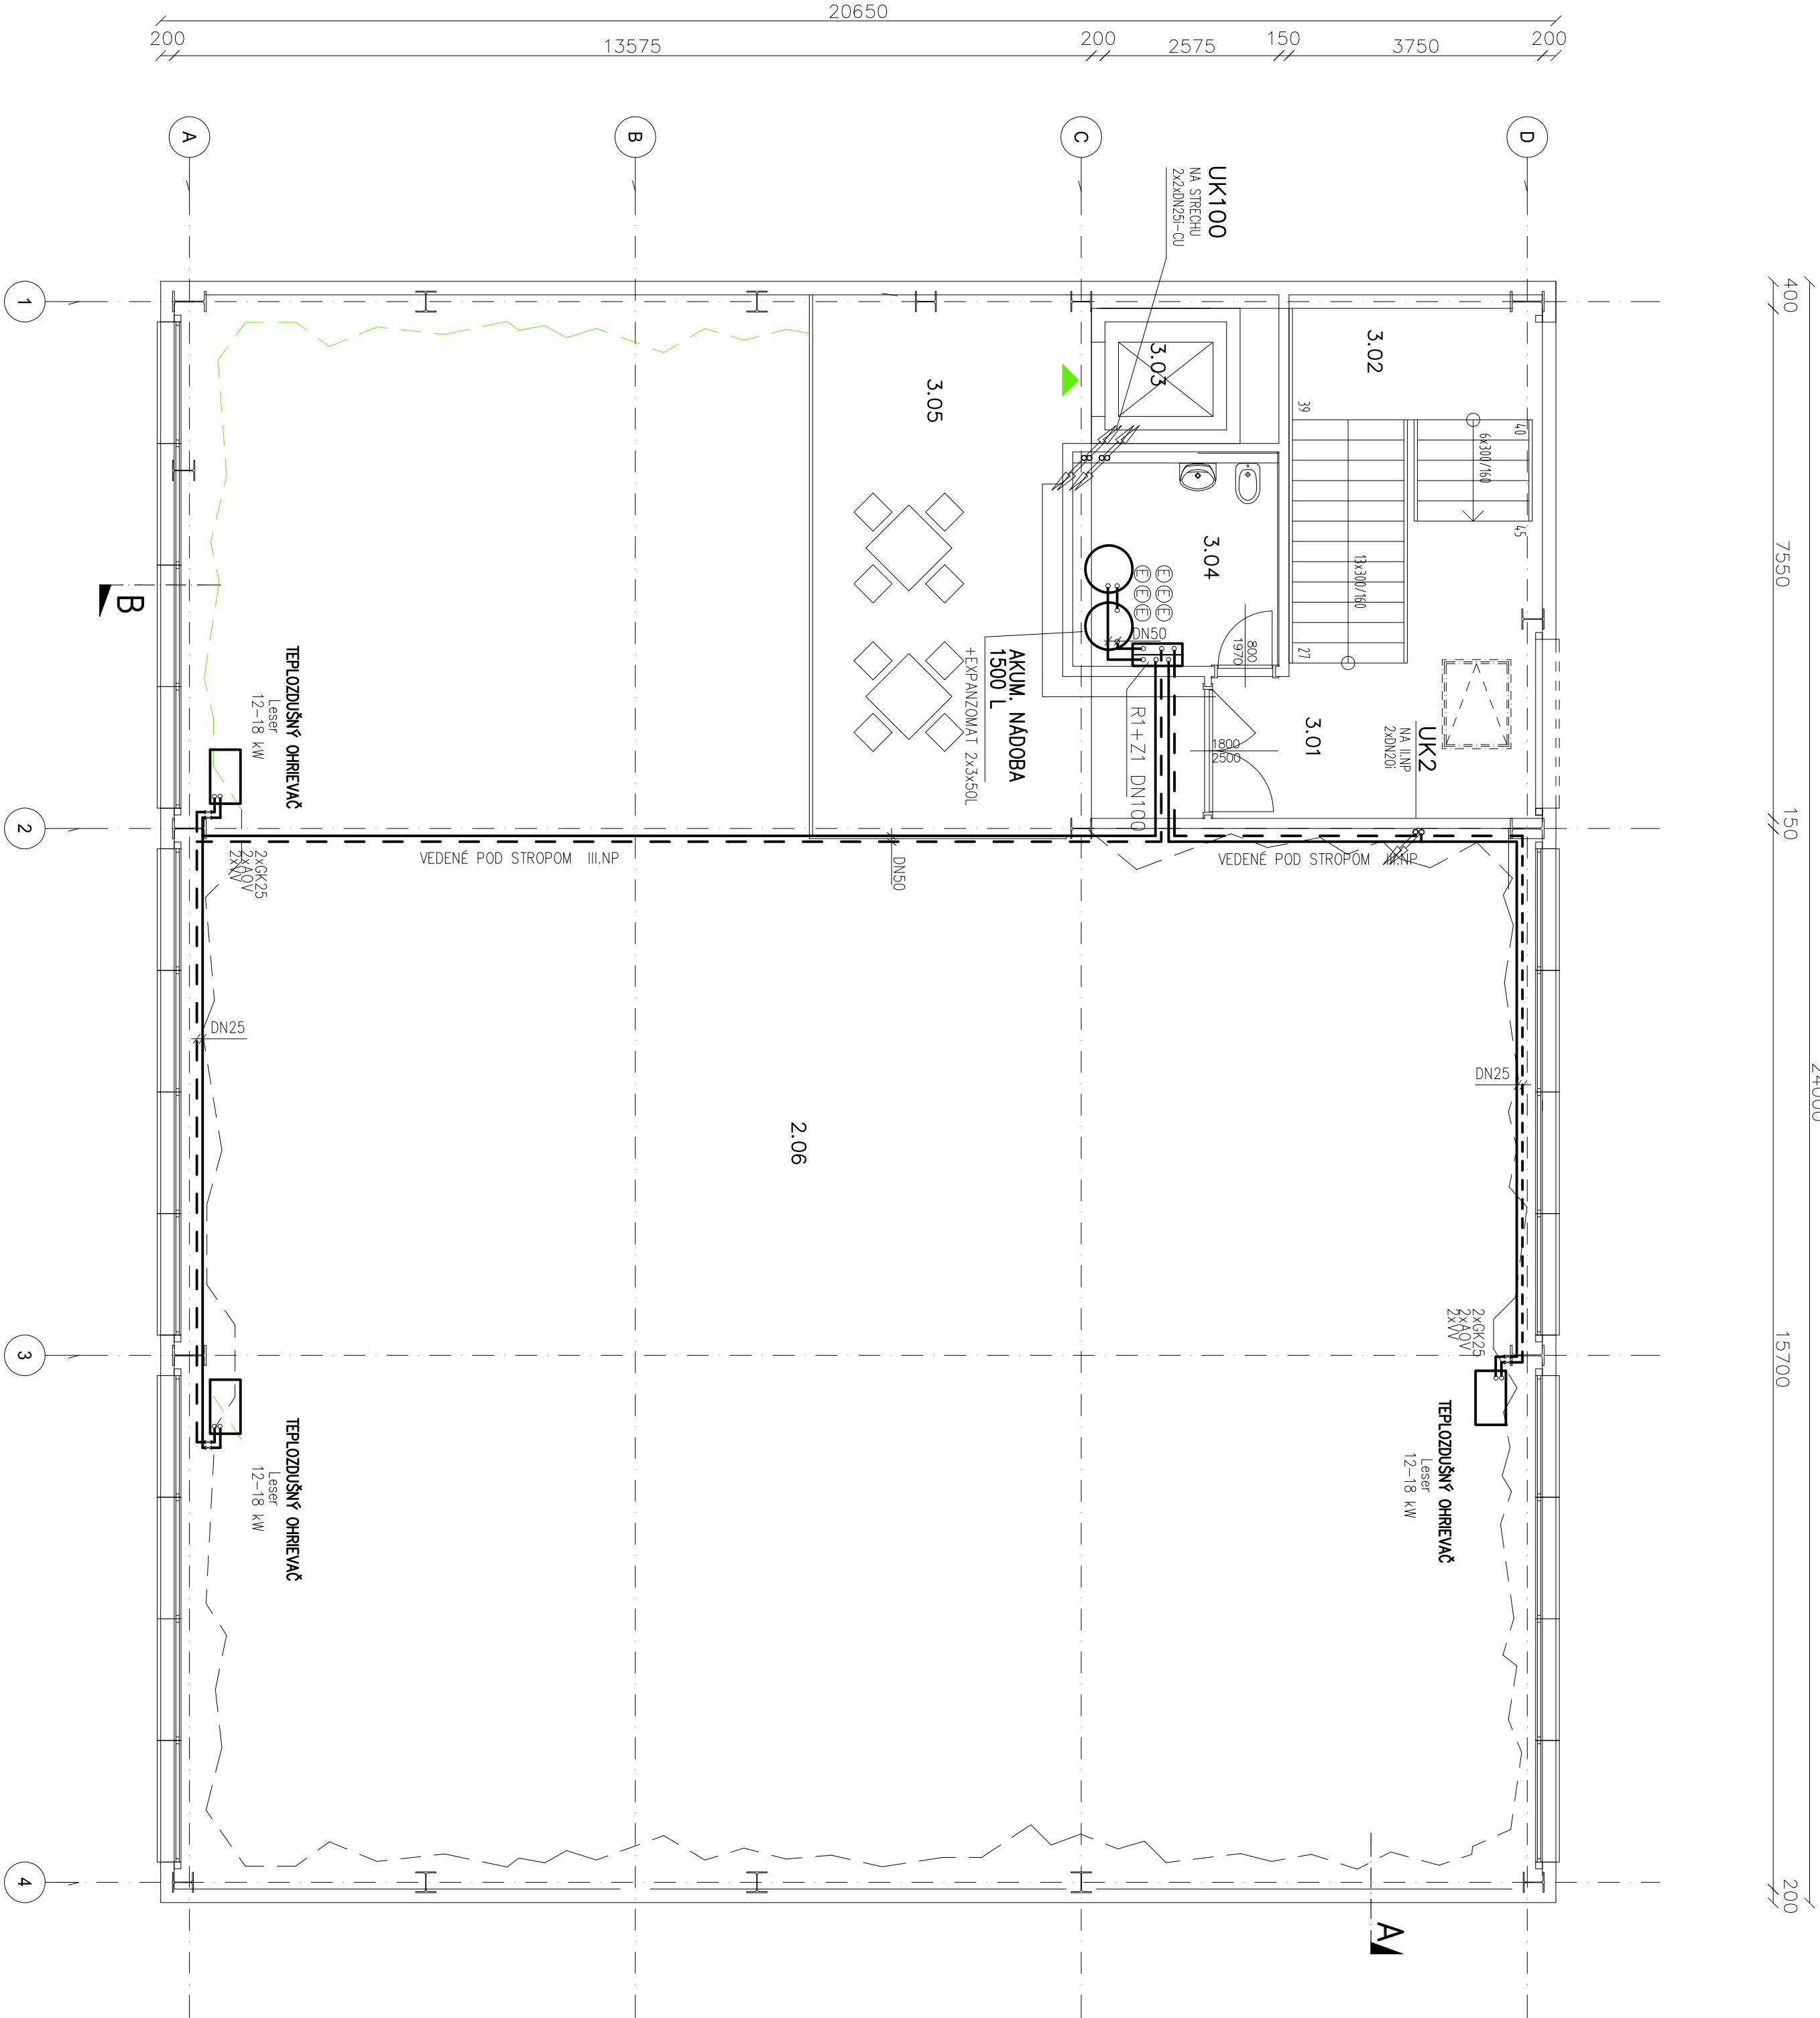 20650
200
13575
200
2575
150
3750
200
A
B
C
D
UK100
NA STRECHU
2x2xDN25i-CU
400
7550
150
24000
15700
200
1
2
3
4
3.02
3.03
3.05
3.04
3.01
39
40
6x300/160
45
13x300/160
27
800
1970
1800
2500
DN50
UK2
NA II.NP
2xDN20i
AKUM. NÁDOBA
1500 L
+EXPANZOMAT 2x3x50L
R1+Z1 DN100
E E
E E
E E
B
TEPLOZDUŠNÝ OHRIEVAČ
Leser
12-18 kW
2xGK25
2xAOV
2xVV
VEDENÉ POD STROPOM III.NP
DN50
VEDENÉ POD STROPOM III.NP
DN25
DN25
2.06
2xGK25
2xAOV
2xVV
TEPLOZDUŠNÝ OHRIEVAČ
Leser
12-18 kW
TEPLOZDUŠNÝ OHRIEVAČ
Leser
12-18 kW
A